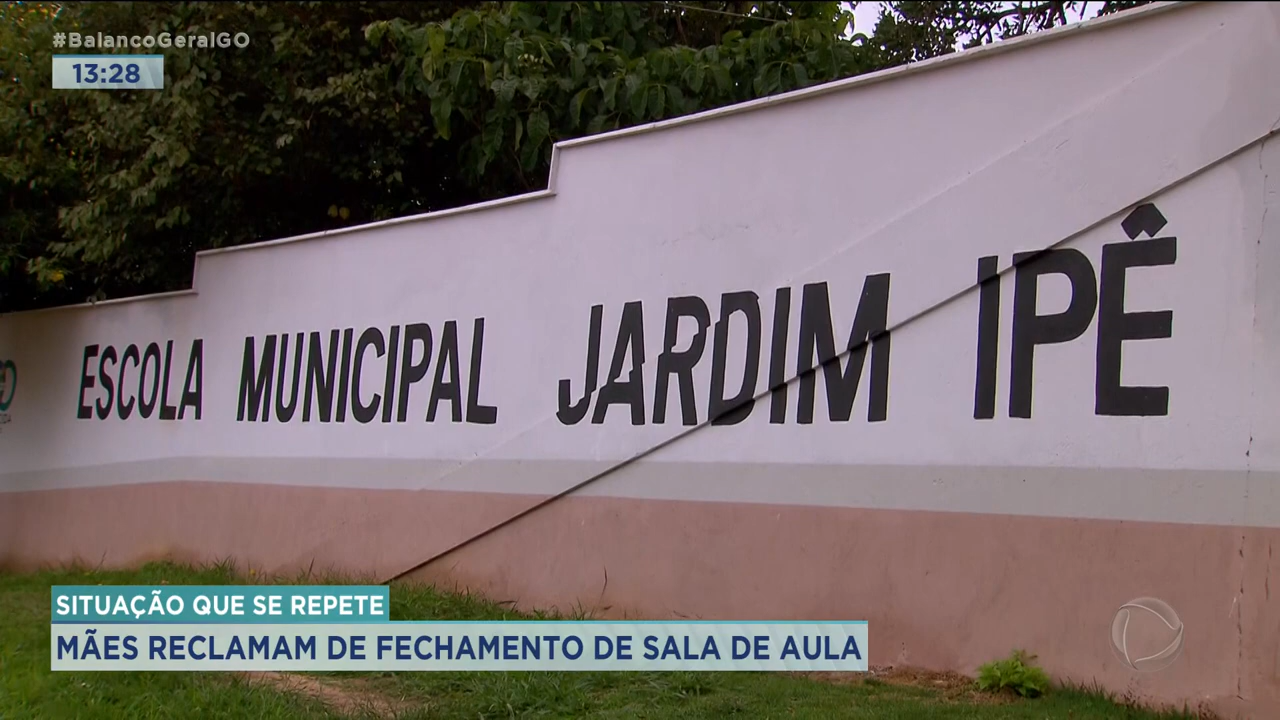 #BalancoGeralGO
13:28
ESCOLA MUNICIPAL JARDIM IPÊ
SITUAÇÃO QUE SE REPETE
MÃES RECLAMAM DE FECHAMENTO DE SALA DE AULA